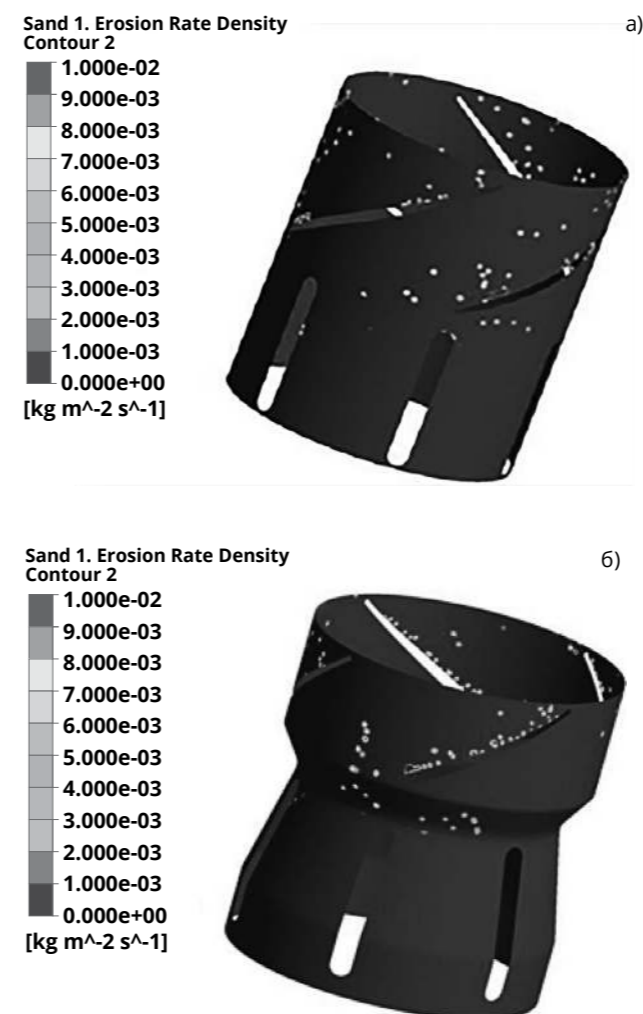 Sand 1. Erosion Rate Density
Contour 2
а)
1.000e-02
9.000e-03
8.000e-03
7.000e-03
6.000e-03
5.000e-03
4.000e-03
3.000e-03
2.000e-03
1.000e-03
0.000e+00
[kg m^-2 s^-1]
Sand 1. Erosion Rate Density
Contour 2
б)
1.000e-02
9.000e-03
8.000e-03
7.000e-03
6.000e-03
5.000e-03
4.000e-03
3.000e-03
2.000e-03
1.000e-03
0.000e+00
[kg m^-2 s^-1]